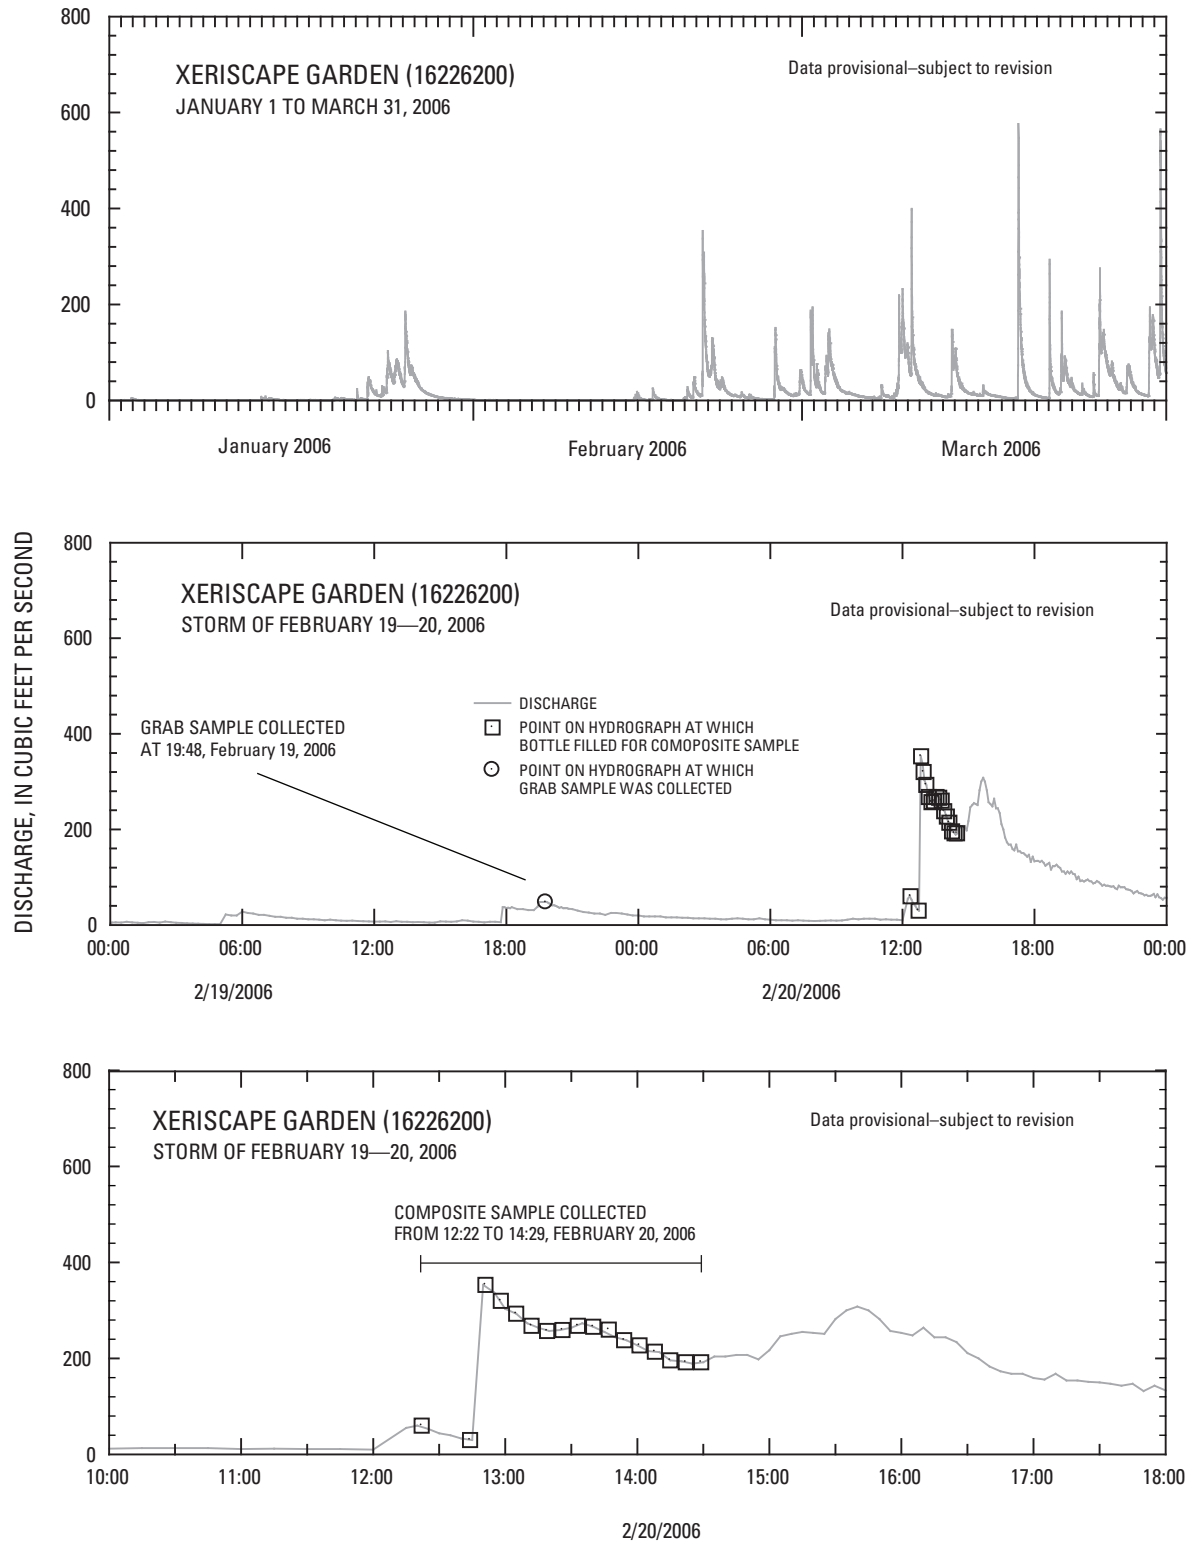 800
600
400
200
0
XERISCAPE GARDEN (16226200)
JANUARY 1 TO MARCH 31, 2006
Data provisional–subject to revision
January 2006
February 2006
March 2006
DISCHARGE, IN CUBIC FEET PER SECOND
800
600
400
200
0
XERISCAPE GARDEN (16226200)
STORM OF FEBRUARY 19—20, 2006
Data provisional–subject to revision
GRAB SAMPLE COLLECTED
AT 19:48, February 19, 2006
DISCHARGE
POINT ON HYDROGRAPH AT WHICH
BOTTLE FILLED FOR COMOPOSITE SAMPLE
POINT ON HYDROGRAPH AT WHICH
GRAB SAMPLE WAS COLLECTED
00:00 06:00 12:00 18:00 00:00 06:00 12:00 18:00 00:00
2/19/2006 2/20/2006
800
600
400
200
0
XERISCAPE GARDEN (16226200)
STORM OF FEBRUARY 19—20, 2006
Data provisional–subject to revision
COMPOSITE SAMPLE COLLECTED
FROM 12:22 TO 14:29, FEBRUARY 20, 2006
10:00 11:00 12:00 13:00 14:00 15:00 16:00 17:00 18:00
2/20/2006